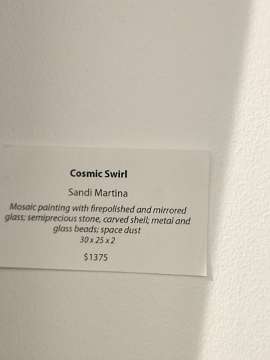 Cosmic Swirl
Sandi Martina
Mosaic painting with firepolished and mirrored
glass; semiprecious stone, carved shell; metal and
glass beads; space dust
30 x 25 x 2
$1375